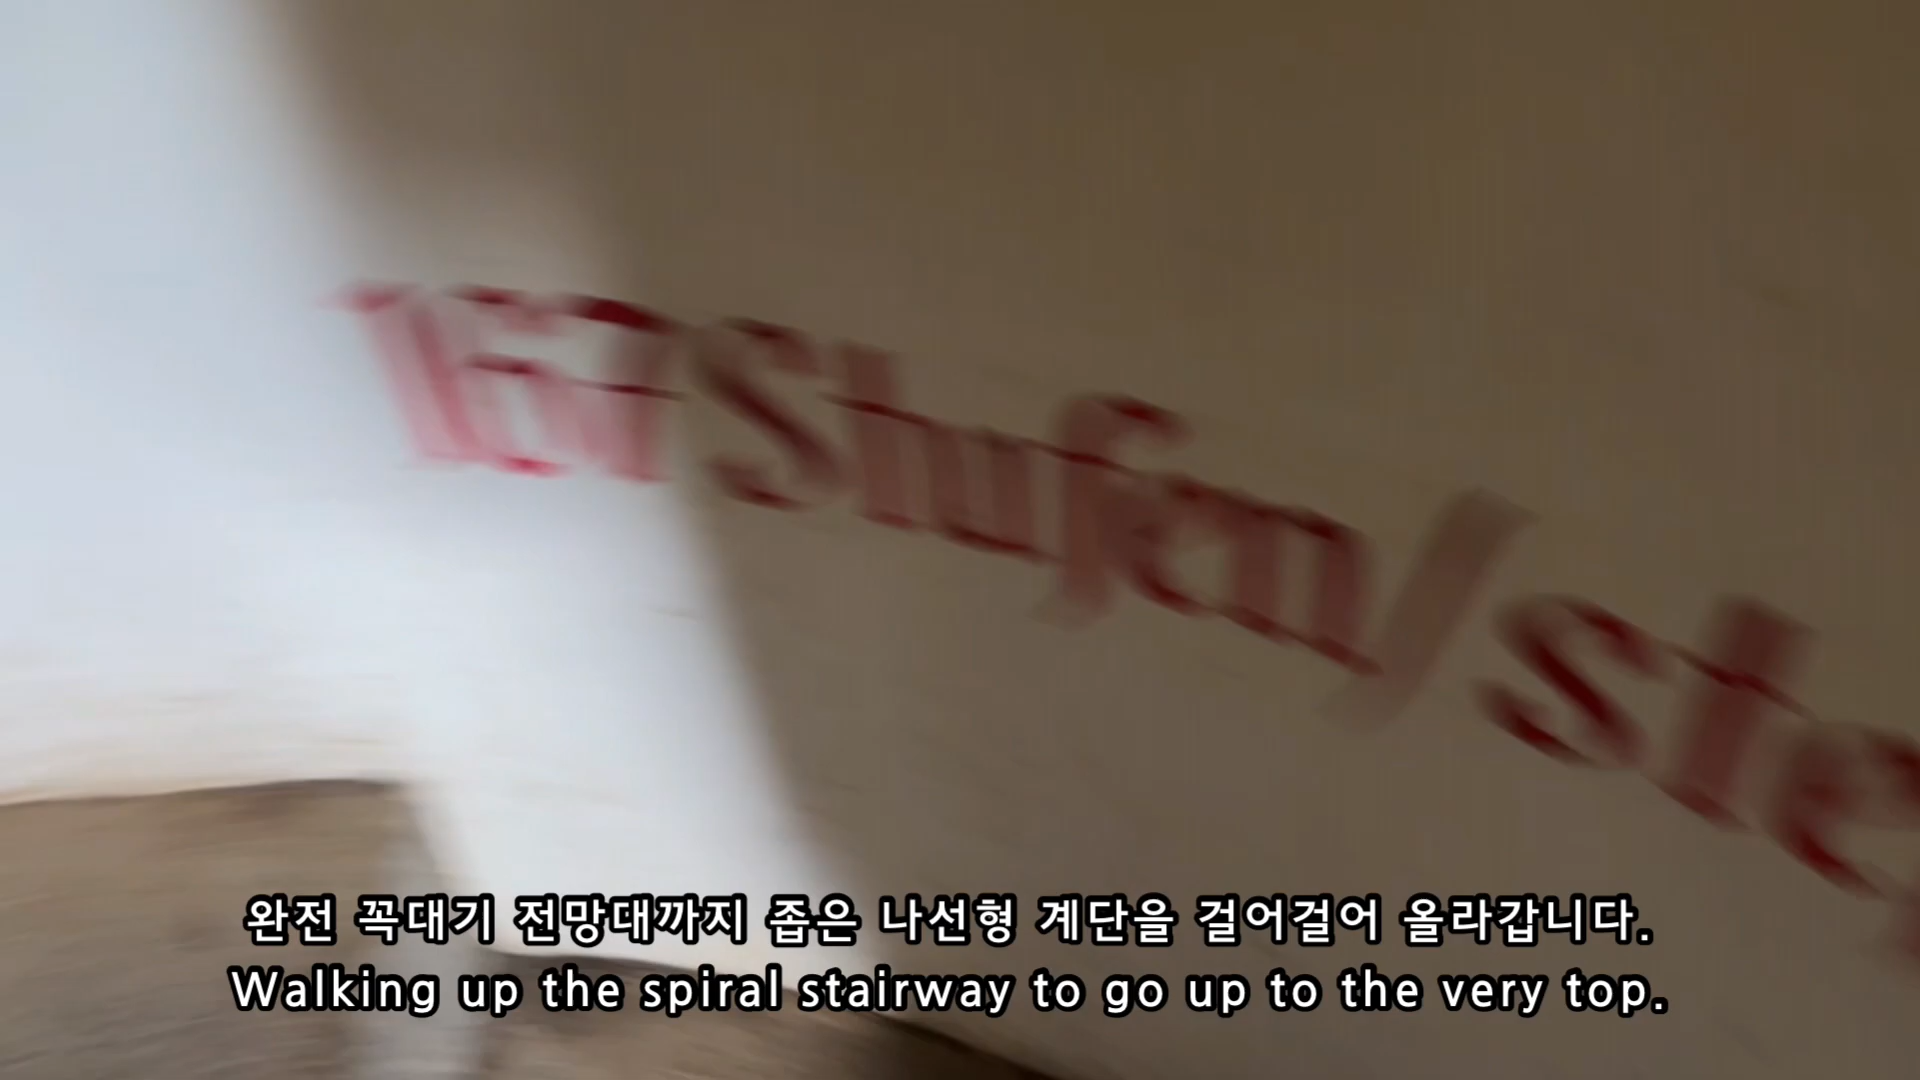 Stufen/ste
완전 꼭대기 전망대까지 좁은 나선형 계단을 걸어걸어 올라갑니다.
Walking up the spiral stairway to go up to the very top.